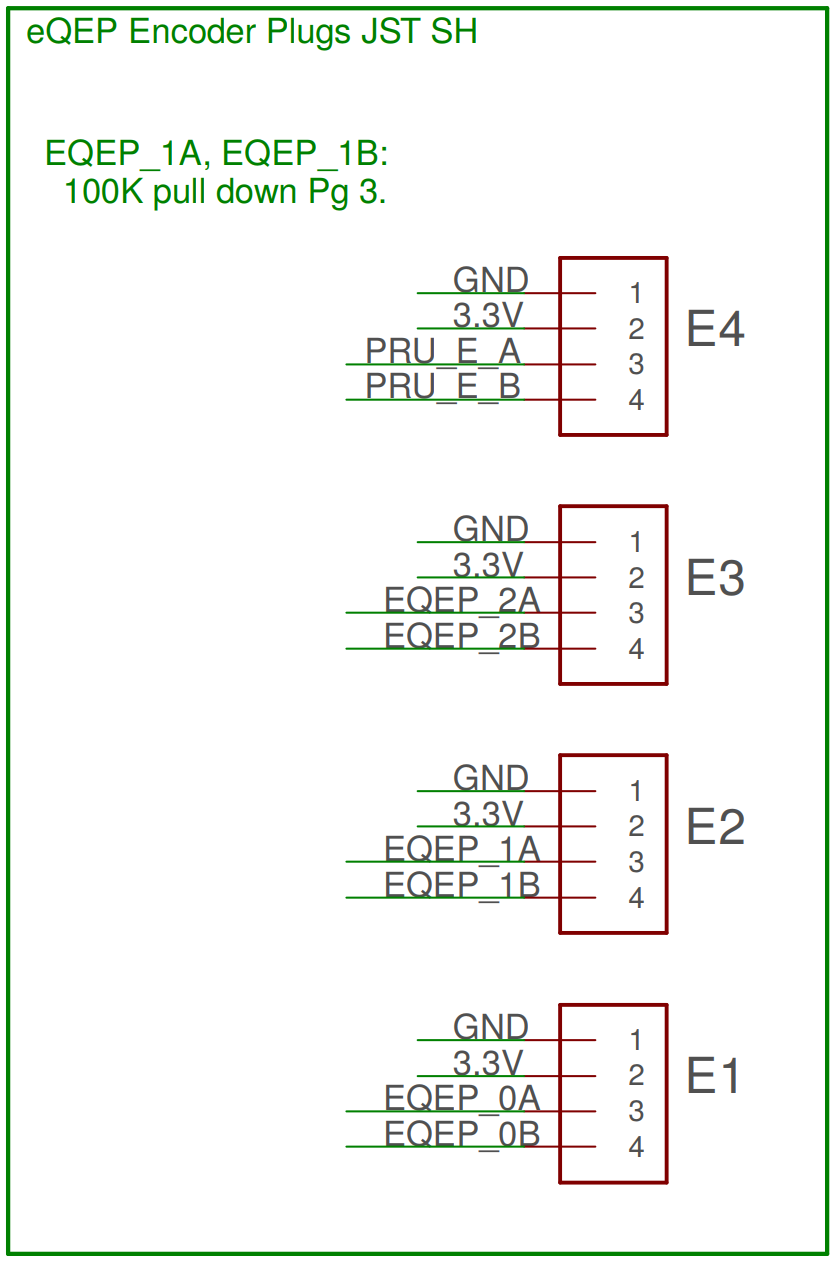 eQEP Encoder Plugs JST SH
EQEP_1A, EQEP_1B:
100K pull down Pg 3.
GND 1
3.3V 2
PRU_E_A 3
PRU_E_B 4
E4
GND 1
3.3V 2
EQEP_2A 3
EQEP_2B 4
E3
GND 1
3.3V 2
EQEP_1A 3
EQEP_1B 4
E2
GND 1
3.3V 2
EQEP_0A 3
EQEP_0B 4
E1